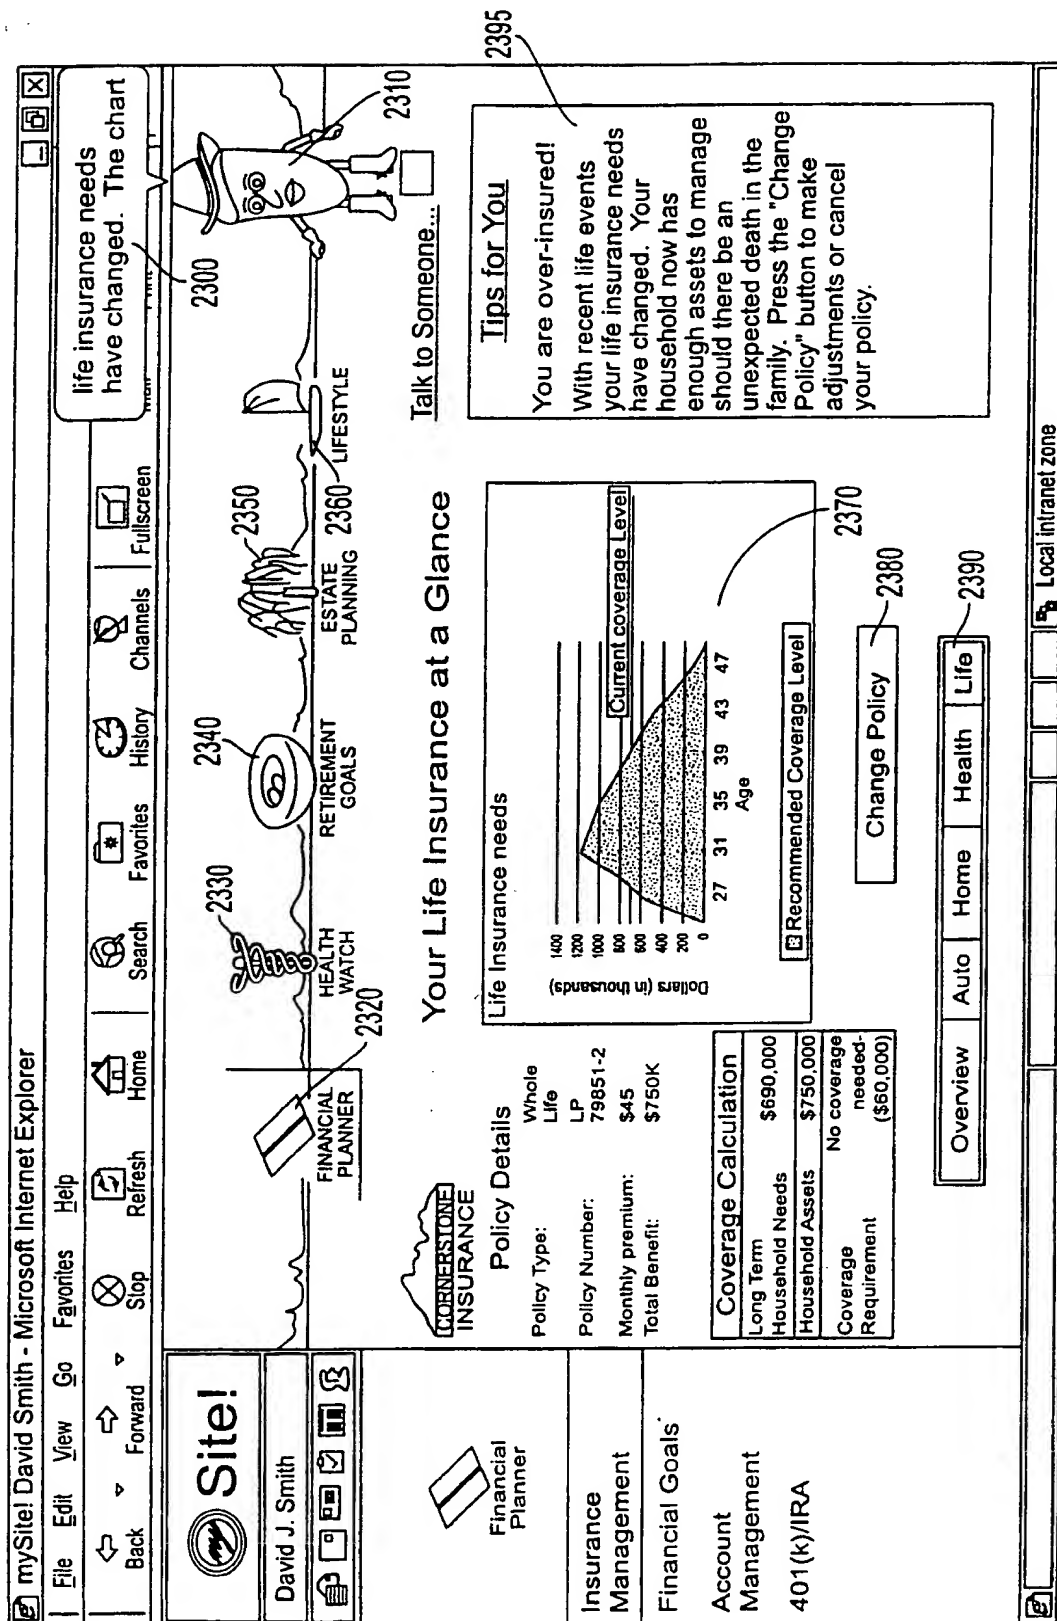 mySite! David Smith - Microsoft Internet Explorer
File Edit View Go Favorites Help
Back Forward Stop Refresh Home Search Favorites History Channels Fullscreen
life insurance needs
have changed. The chart
2300
2310
my Site!
David J. Smith
FINANCIAL
PLANNER
2320
HEALTH
WATCH
2330
RETIREMENT
GOALS
2340
ESTATE
PLANNING
2350
LIFESTYLE
2360
Talk to Someone...
Financial
Planner
Insurance
Management
Financial Goals
Account
Management
401(k)/IRA
CORNERSTONE
INSURANCE
Your Life Insurance at a Glance
Policy Details
Policy Type: Whole
Life
Policy Number: LP
79851-2
Monthly premium: $45
Total Benefit: $750K
Coverage Calculation
Long Term
Household Needs $690,000
Household Assets $750,000
Coverage
Requirement
No coverage
needed-
($60,000)
Life Insurance needs
Dollars (in thousands)
1400
1200
1000
800
600
400
200
0
Current coverage Level
27 31 35 39 43 47
Age
Recommended Coverage Level
2370
Change Policy
2380
Overview Auto Home Health Life
2390
Tips for You
You are over-insured!
With recent life events
your life insurance needs
have changed. Your
household now has
enough assets to manage
should there be an
unexpected death in the
family. Press the "Change
Policy" button to make
adjustments or cancel
your policy.
2395
Local intranet zone